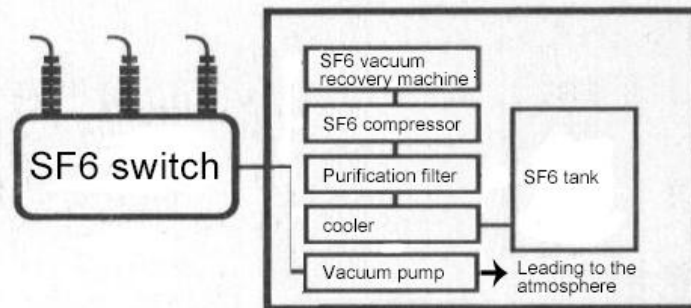 SF6 switch
SF6 vacuum
recovery machine
SF6 compressor
Purification filter
cooler
Vacuum pump
SF6 tank
Leading to the
atmosphere